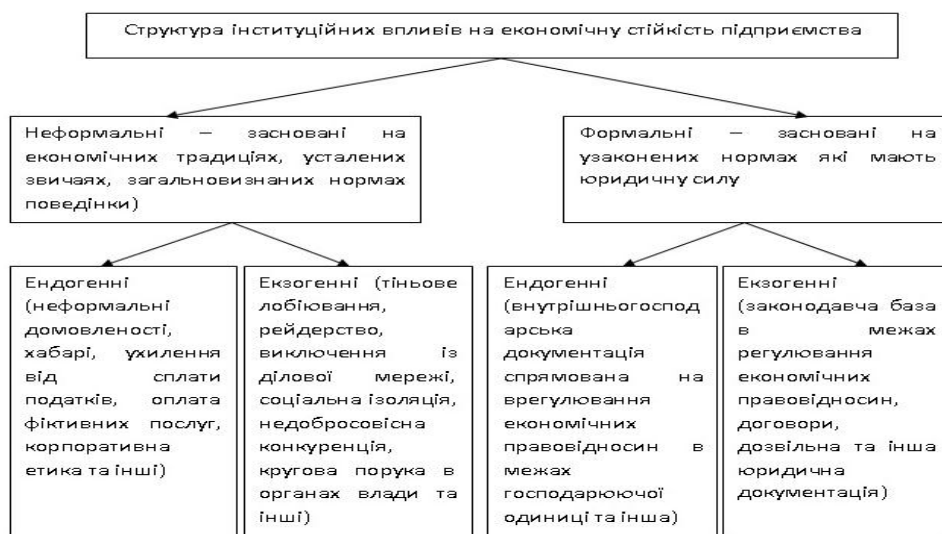 Структура інституційних впливів на економічну стійкість підприємства
Неформальні – засновані на
економічних традиціях, усталених
звичаях, загальновизнаних нормах
поведінки)
Формальні – засновані на
узаконених нормах які мають
юридичну силу
Ендогенні
(неформальні
домовленості,
хабарі, ухилення
від сплати
податків, оплата
фіктивних послуг,
корпоративна
етика та інші)
Екзогенні (тіньове
лобіювання,
рейдерство,
виключення із
ділової мережі,
соціальна ізоляція,
недобросовісна
конкуренція,
кругова порука в
органах влади та
інші)
Ендогенні
(внутрішньогоспод
арська
документація
спрямована на
врегулювання
економічних
правовідносин в
межах
господарюючої
одиниці та інша)
Екзогенні
(законодавча база
в межах
регулювання
економічних
правовідносин,
договори,
дозвільна та інша
юридична
документація)